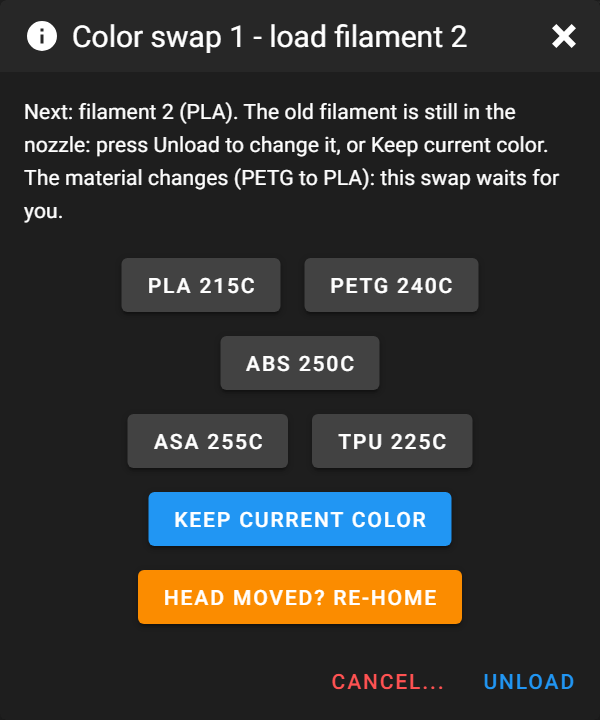 Color swap 1 - load filament 2
Next: filament 2 (PLA). The old filament is still in the
nozzle: press Unload to change it, or Keep current color.
The material changes (PETG to PLA): this swap waits for
you.
PLA 215C PETG 240C
ABS 250C
ASA 255C TPU 225C
KEEP CURRENT COLOR
HEAD MOVED? RE-HOME
CANCEL... UNLOAD